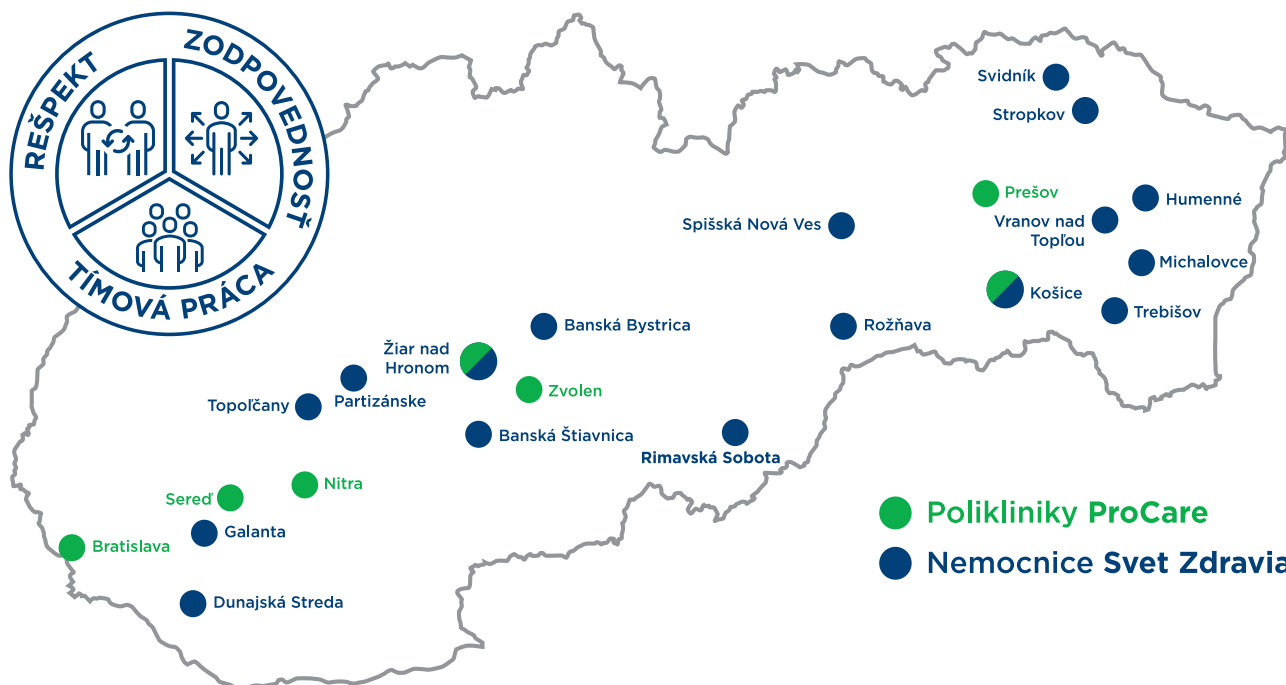 REŠPEKT
ZODPOVEDNOSŤ
TÍMOVÁ PRÁCA
Svidník
Stropkov
Prešov
Humenné
Vranov nad
Topľou
Spišská Nová Ves
Michalovce
Košice
Trebišov
Banská Bystrica
Rožňava
Žiar nad
Hronom
Zvolen
Partizánske
Topoľčany
Banská Štiavnica
Rimavská Sobota
Nitra
Sereď
Galanta
Bratislava
Dunajská Streda
Polikliniky ProCare
Nemocnice Svet Zdravia